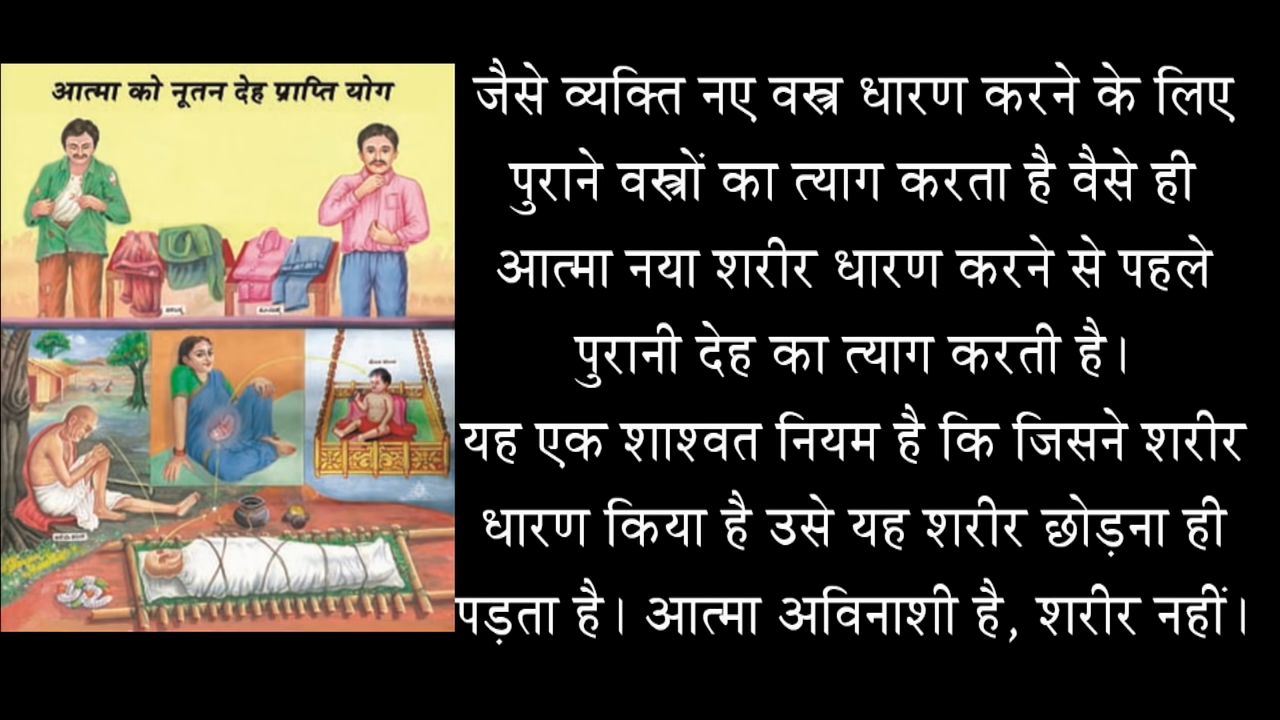 आत्मा को नूतन देह प्राप्ति योग
जैसे व्यक्ति नए वस्त्र धारण करने के लिए
पुराने वस्त्रों का त्याग करता है वैसे ही
आत्मा नया शरीर धारण करने से पहले
पुरानी देह का त्याग करती है।
यह एक शाश्वत नियम है कि जिसने शरीर
धारण किया है उसे यह शरीर छोड़ना ही
पड़ता है। आत्मा अविनाशी है, शरीर नहीं।